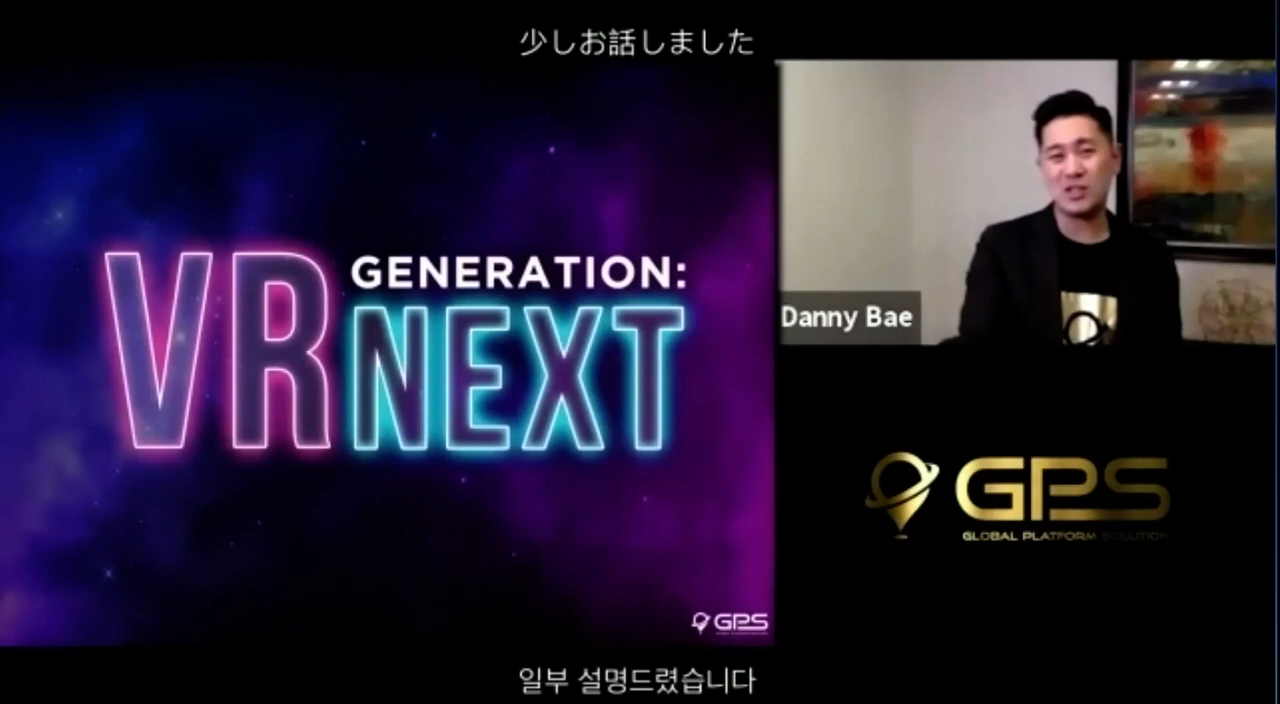 少しお話しました
VR GENERATION:
NEXT
Danny Bae
GPS
GLOBAL PLATFORM SOLUTION
GPS
일부 설명드렸습니다